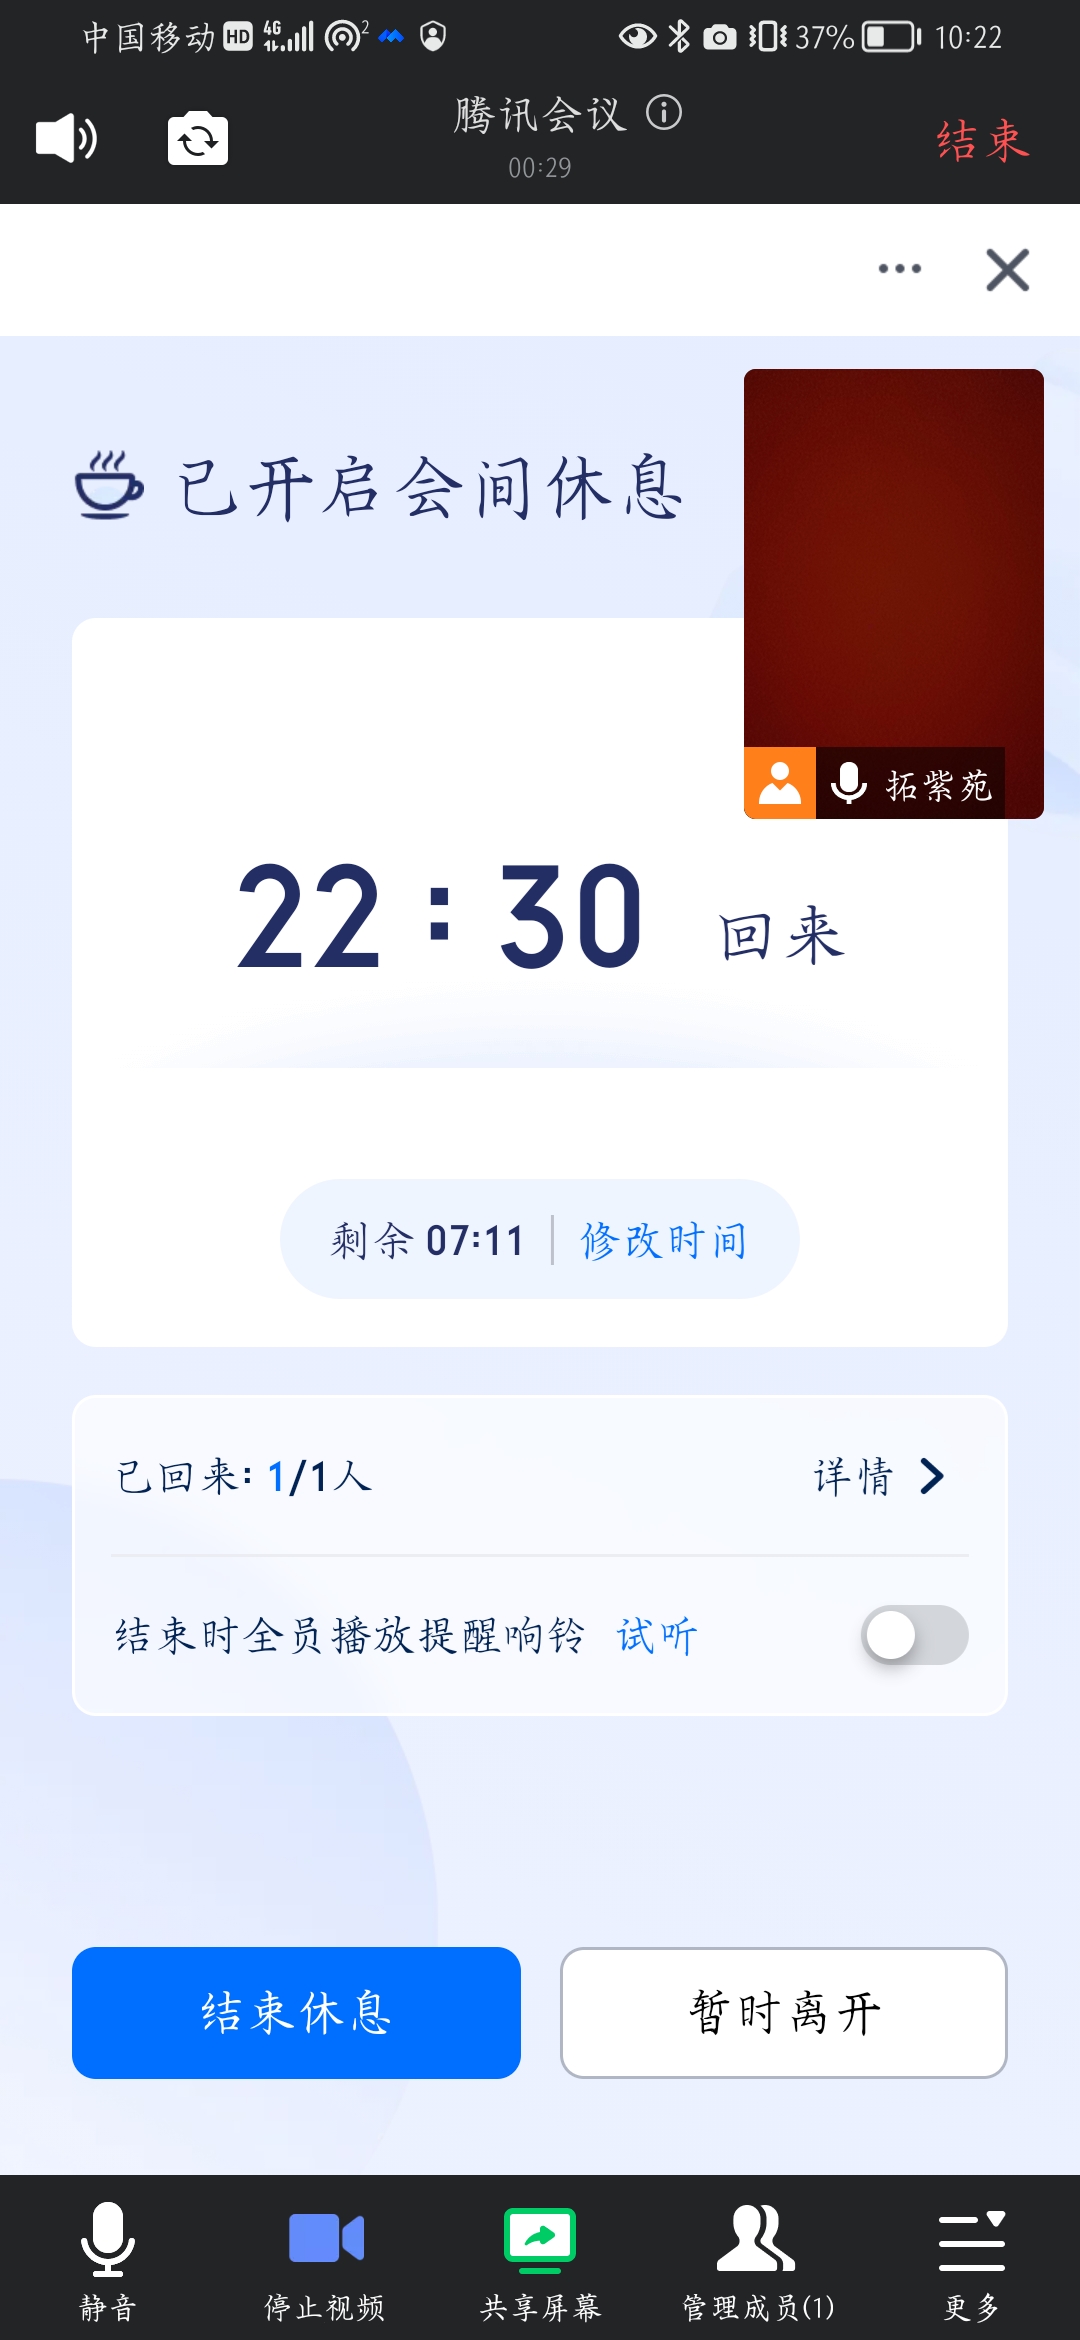 中国移动 HD 4G 2 37% 10:22
腾讯会议
00:29
结束
已开启会间休息
拓紫苑
22:30 回来
剩余 07:11 修改时间
已回来: 1/1人 详情
结束时全员播放提醒响铃 试听
结束休息 暂时离开
静音 停止视频 共享屏幕 管理成员(1) 更多